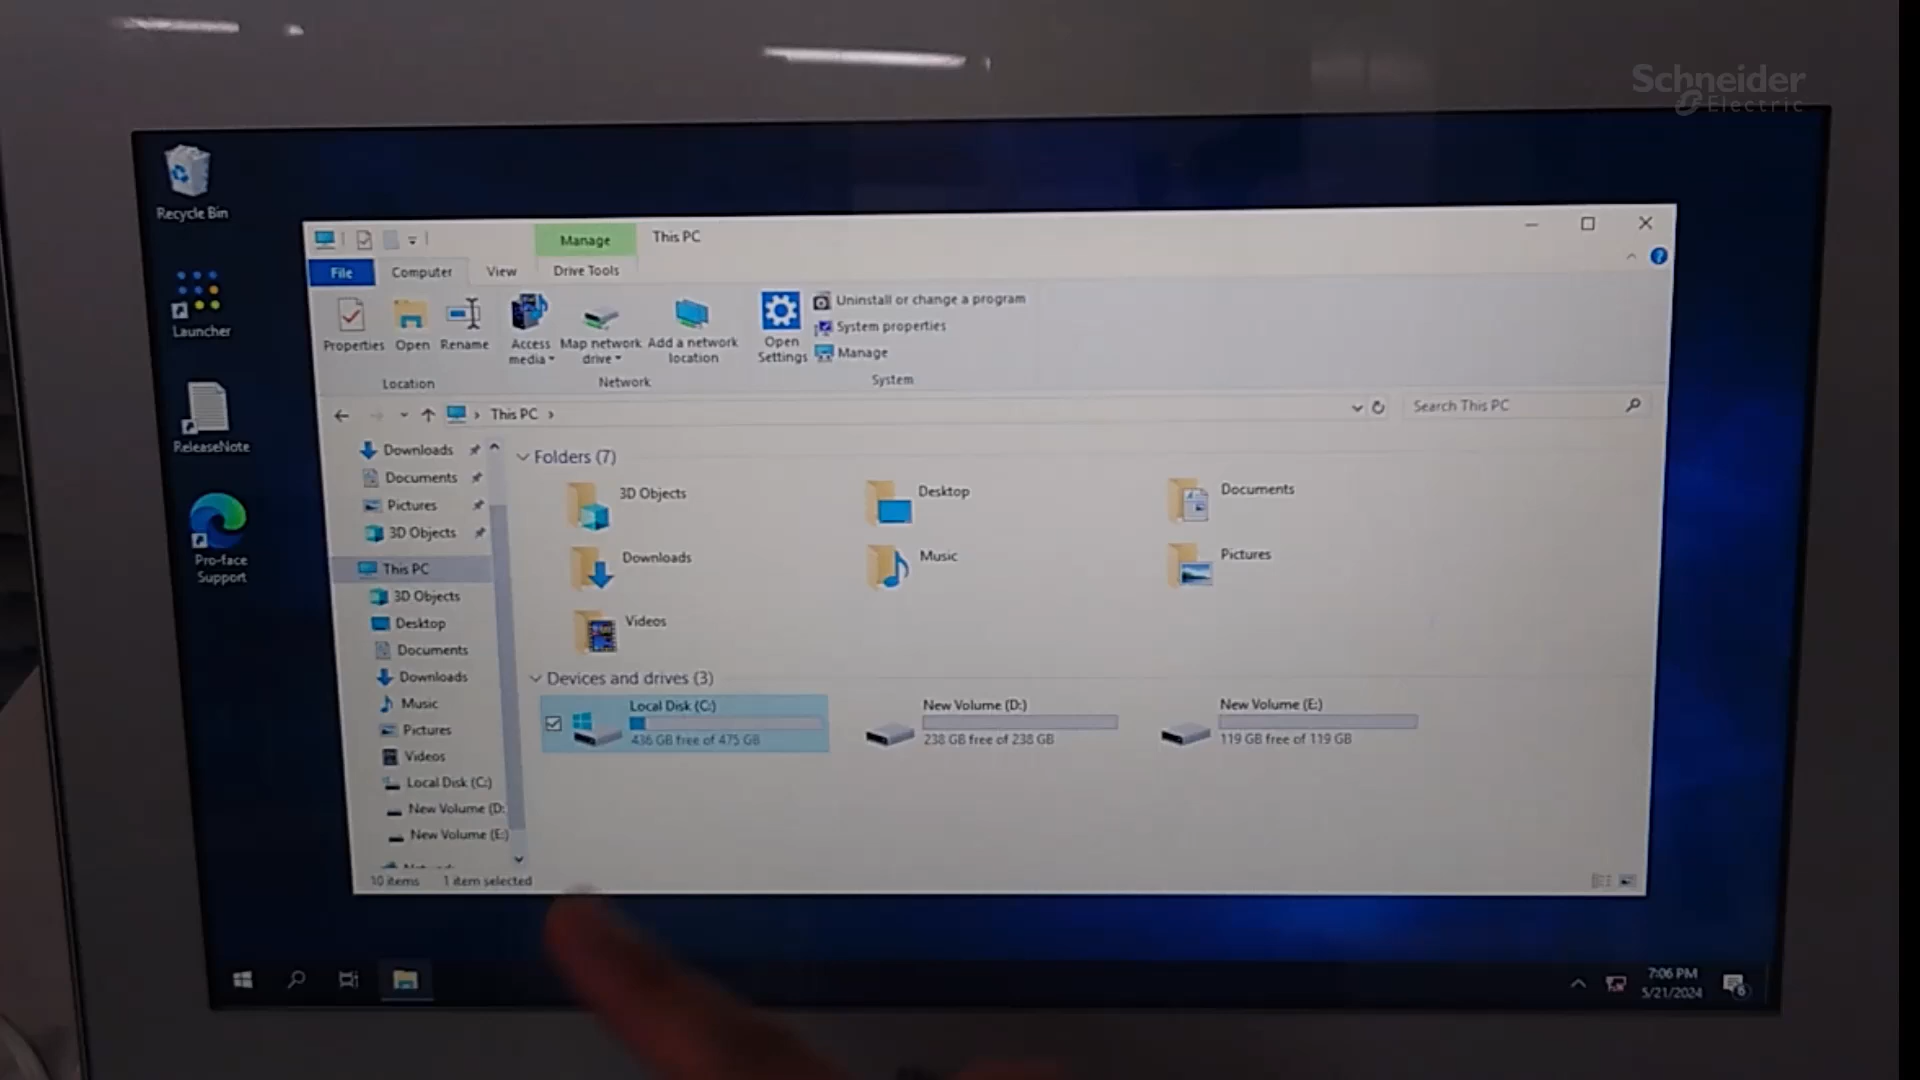 Schneider
Electric
Recycle Bin
Launcher
ReleaseNote
Pro-face
Support
Manage
This PC
File
Computer
View
Drive Tools
Properties
Open
Rename
Access
media
Map network
drive
Add a network
location
Open
Settings
Uninstall or change a program
System properties
Manage
Location
Network
System
This PC
Search This PC
Downloads
Documents
Pictures
3D Objects
This PC
3D Objects
Desktop
Documents
Downloads
Music
Pictures
Videos
Local Disk (C:)
New Volume (D:
New Volume (E:)
Folders (7)
3D Objects
Desktop
Documents
Downloads
Music
Pictures
Videos
Devices and drives (3)
Local Disk (C:)
436 GB free of 475 GB
New Volume (D:)
238 GB free of 238 GB
New Volume (E:)
119 GB free of 119 GB
10 items
1 item selected
7:06 PM
5/21/2024
6